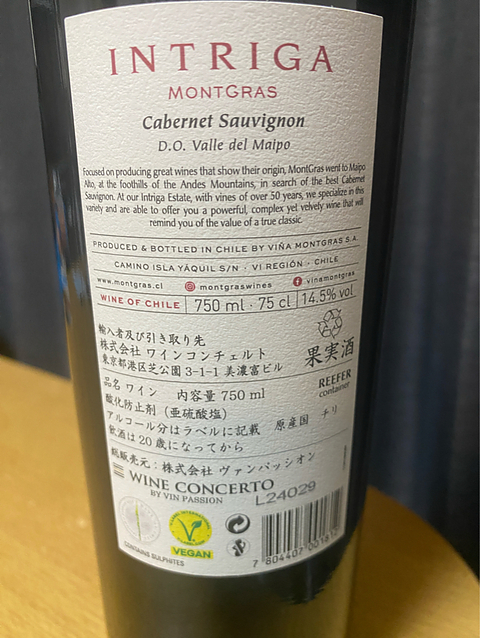 INTRIGA
MONTGRAS
Cabernet Sauvignon
D.O. Valle del Maipo
Focused on producing great wines that show their origin, MontGras went to Maipo
Alto, at the foothills of the Andes Mountains, in search of the best Cabernet
Sauvignon. At our Intriga Estate, with vines of over 50 years, we specialize in this
variety and are able to offer you a powerful, complex yet velvety wine that will
remind you of the value of a true classic.
PRODUCED & BOTTLED IN CHILE BY VIÑA MONTGRAS S.A.
CAMINO ISLA YÁQUIL S/N · VI REGIÓN · CHILE
www.montgras.cl montgraswines vinamontgras
WINE OF CHILE 750 ml · 75 cl 14.5% vol
輸入者及び引き取り先
株式会社 ワインコンチェルト
東京都港区芝公園 3-1-1 美濃富ビル
果実酒
REEFER
container
品名 ワイン 内容量 750 ml
酸化防止剤(亜硫酸塩)
アルコール分はラベルに記載 原産国 チリ
飲酒は20歳になってから
総販売元:株式会社 ヴァンパッシオン
WINE CONCERTO
BY VIN PASSION
L24029
VEGAN
CONTAINS SULPHITES